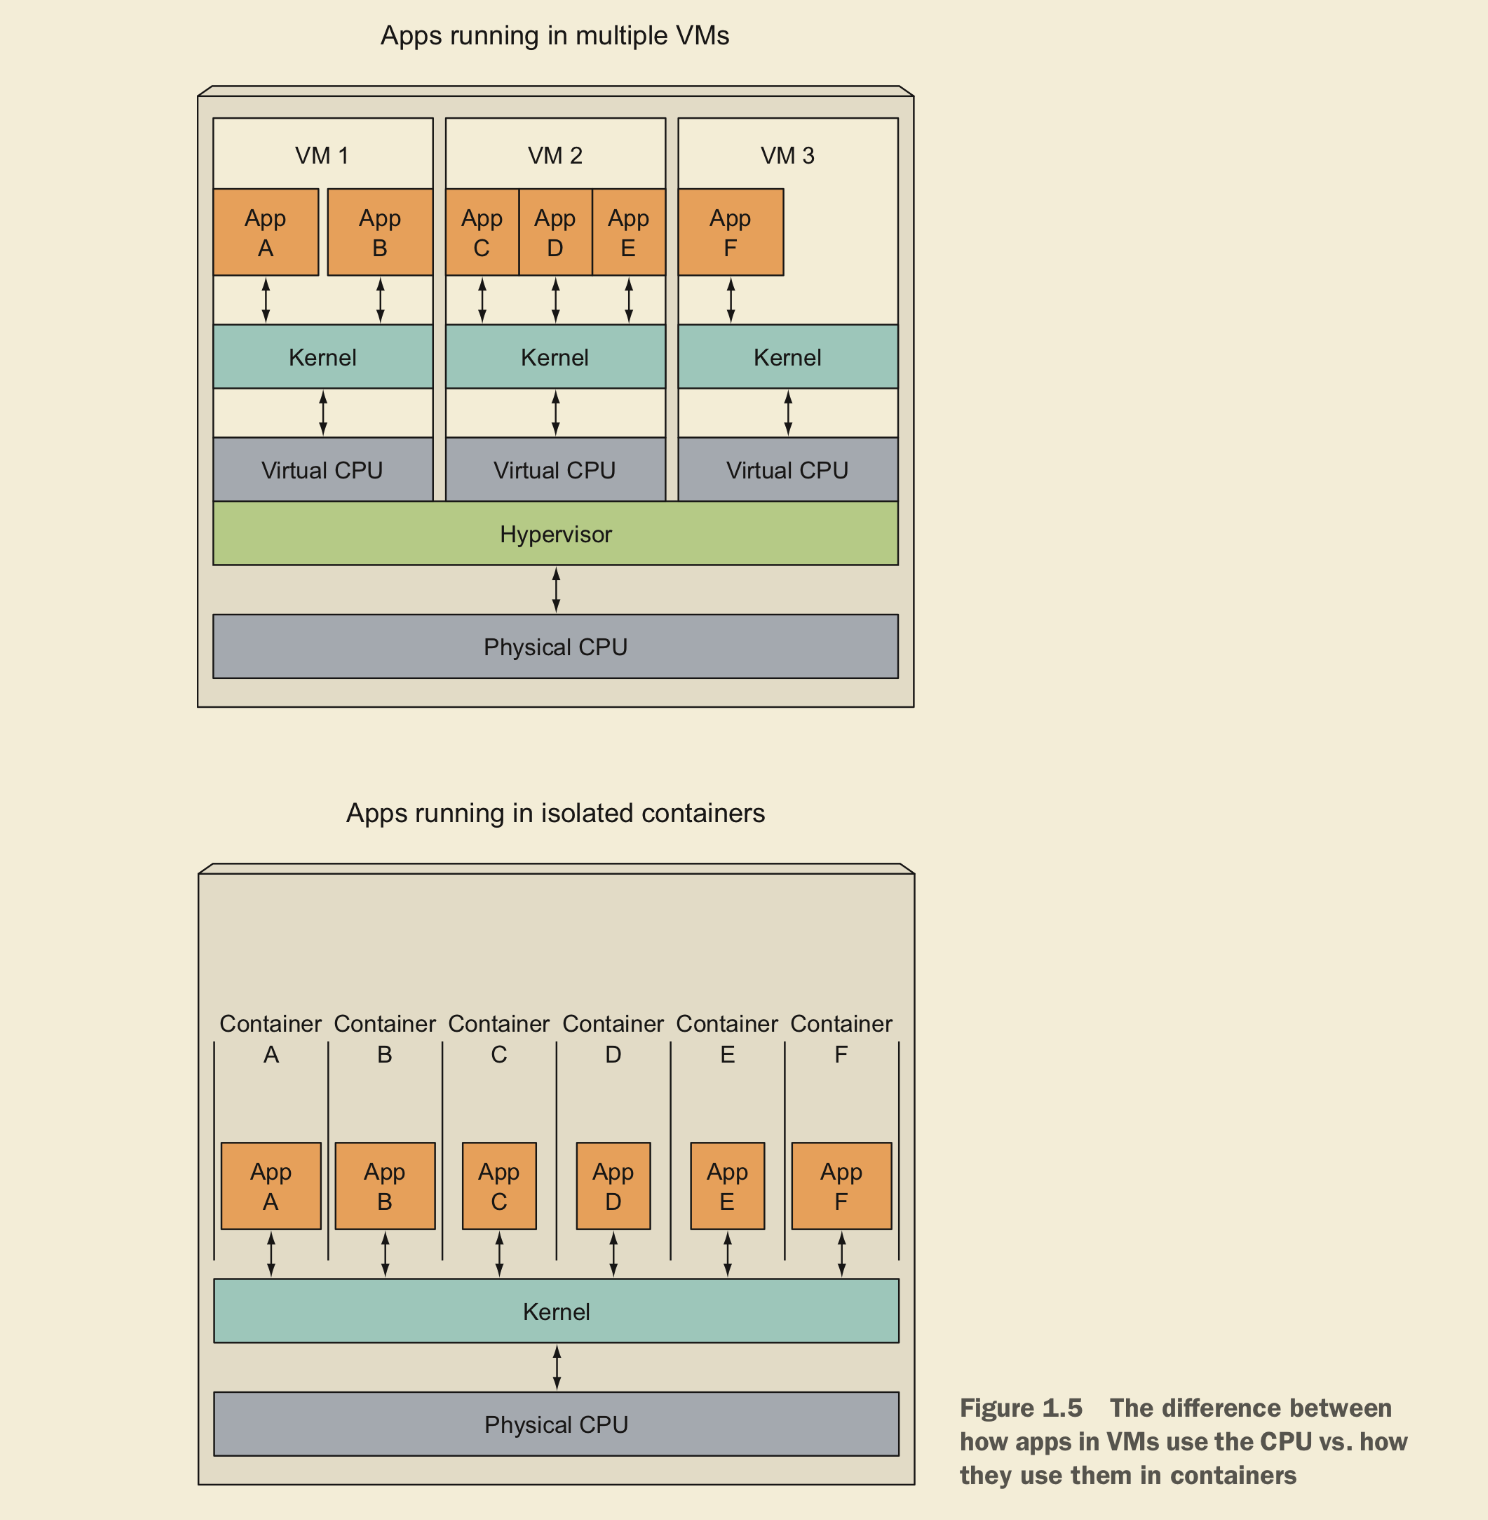 Apps running in multiple VMs
VM 1
VM 2
VM 3
App
A
App
B
App
C
App
D
App
E
App
F
Kernel
Kernel
Kernel
Virtual CPU
Virtual CPU
Virtual CPU
Hypervisor
Physical CPU
Apps running in isolated containers
Container
A
Container
B
Container
C
Container
D
Container
E
Container
F
App
A
App
B
App
C
App
D
App
E
App
F
Kernel
Physical CPU
Figure 1.5 The difference between
how apps in VMs use the CPU vs. how
they use them in containers